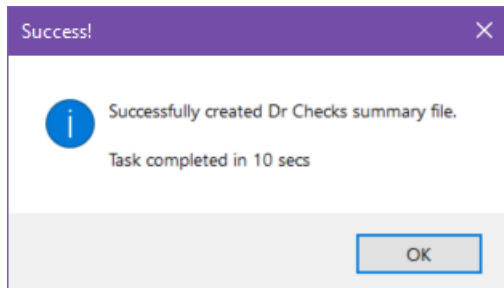 Success!
Successfully created Dr Checks summary file.
Task completed in 10 secs
OK